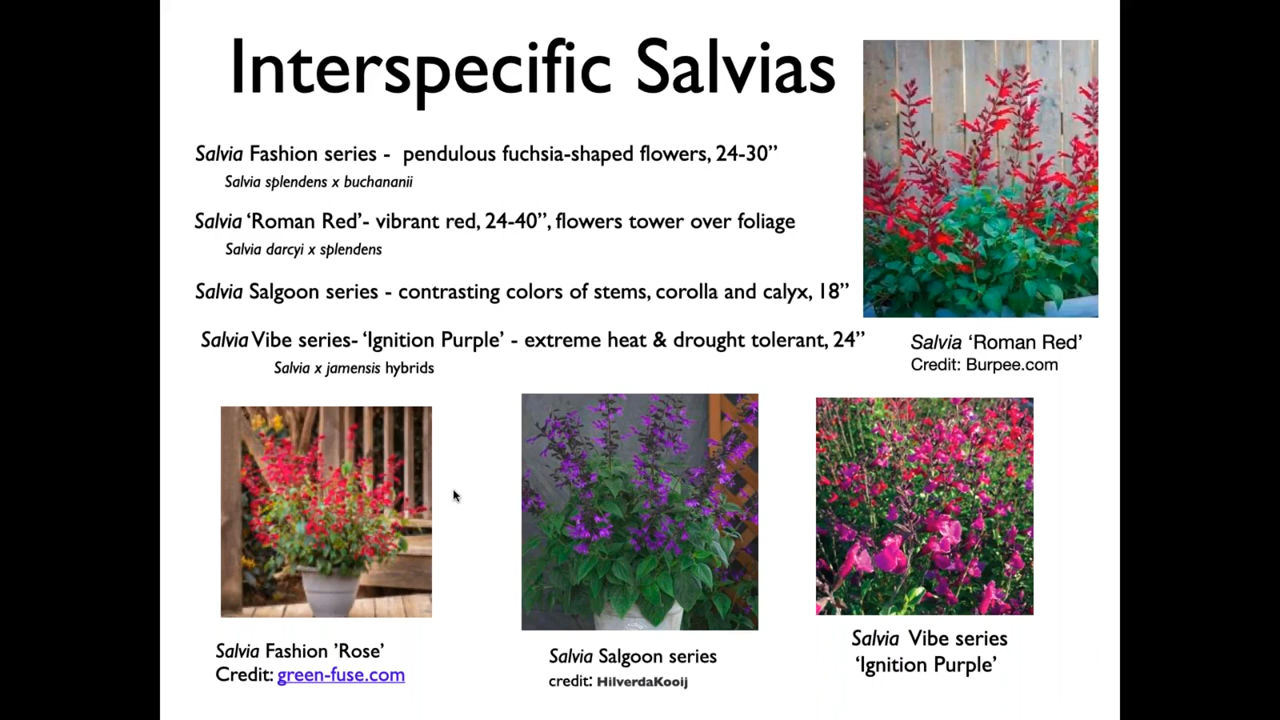 Interspecific Salvias
Salvia Fashion series -  pendulous fuchsia-shaped flowers, 24-30”
Salvia splendens x buchananii
Salvia ‘Roman Red’- vibrant red, 24-40”, flowers tower over foliage
Salvia darcyi x splendens
Salvia Salgoon series - contrasting colors of stems, corolla and calyx, 18”
Salvia Vibe series- ‘Ignition Purple’ - extreme heat & drought tolerant, 24”
Salvia x jamensis hybrids
Salvia ‘Roman Red’
Credit: Burpee.com
Salvia Fashion ’Rose’
Credit: green-fuse.com
Salvia Salgoon series
credit: HilverdaKooij
Salvia Vibe series
‘Ignition Purple’